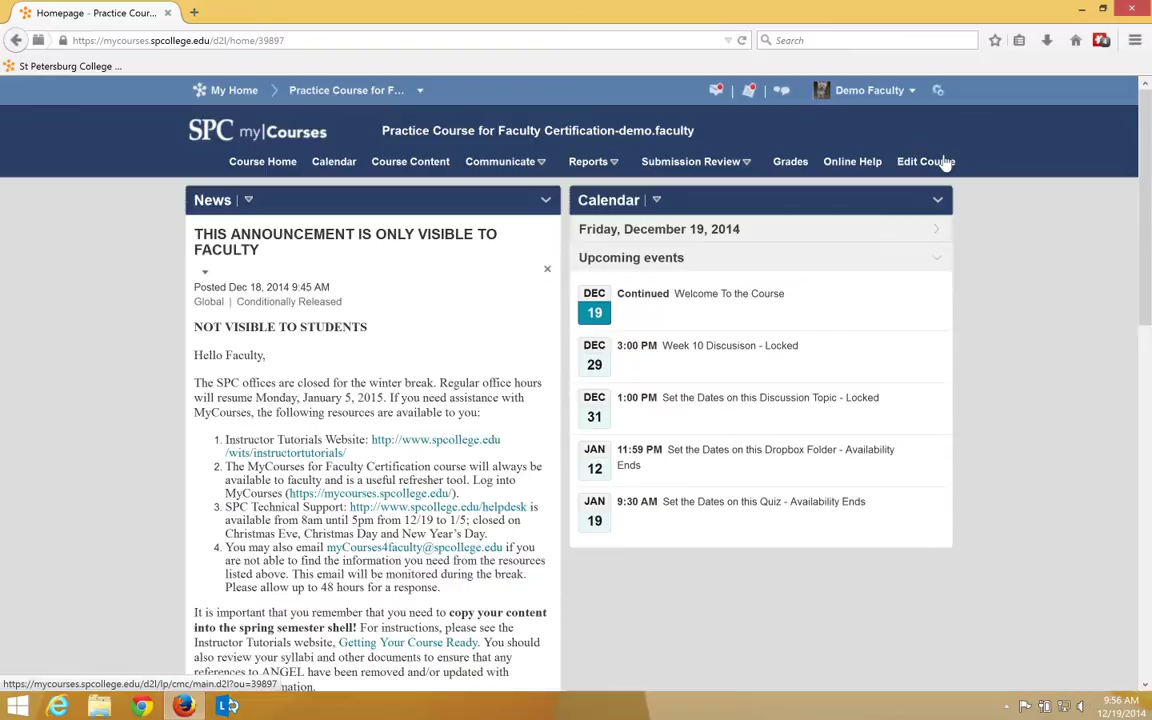 Homepage - Practice Cour...
https://mycourses.spcollege.edu/d2l/home/39897
Search
St Petersburg College ...
My Home
Practice Course for F...
Demo Faculty
SPC my|Courses
Practice Course for Faculty Certification-demo.faculty
Course Home
Calendar
Course Content
Communicate
Reports
Submission Review
Grades
Online Help
Edit Course
News
THIS ANNOUNCEMENT IS ONLY VISIBLE TO
FACULTY
Posted Dec 18, 2014 9:45 AM
Global | Conditionally Released
NOT VISIBLE TO STUDENTS
Hello Faculty,
The SPC offices are closed for the winter break. Regular office hours
will resume Monday, January 5, 2015. If you need assistance with
MyCourses, the following resources are available to you:
1. Instructor Tutorials Website: http://www.spcollege.edu
/wits/instructortutorials/
2. The MyCourses for Faculty Certification course will always be
available to faculty and is a useful refresher tool. Log into
MyCourses (https://mycourses.spcollege.edu/).
3. SPC Technical Support: http://www.spcollege.edu/helpdesk is
available from 8am until 5pm from 12/19 to 1/5; closed on
Christmas Eve, Christmas Day and New Year's Day.
4. You may also email myCourses4faculty@spcollege.edu if you
are not able to find the information you need from the resources
listed above. This email will be monitored during the break.
Please allow up to 48 hours for a response.
It is important that you remember that you need to copy your content
into the spring semester shell! For instructions, please see the
Instructor Tutorials website, Getting Your Course Ready. You should
also review your syllabi and other documents to ensure that any
references to ANGEL have been removed and/or updated with
mation.
Calendar
Friday, December 19, 2014
Upcoming events
DEC
19
Continued Welcome To the Course
DEC
29
3:00 PM Week 10 Discusison - Locked
DEC
31
1:00 PM Set the Dates on this Discussion Topic - Locked
JAN
12
11:59 PM Set the Dates on this Dropbox Folder - Availability
Ends
JAN
19
9:30 AM Set the Dates on this Quiz - Availability Ends
https://mycourses.spcollege.edu/d2l/lp/cmc/main.d2l?ou=39897
9:56 AM
12/19/2014